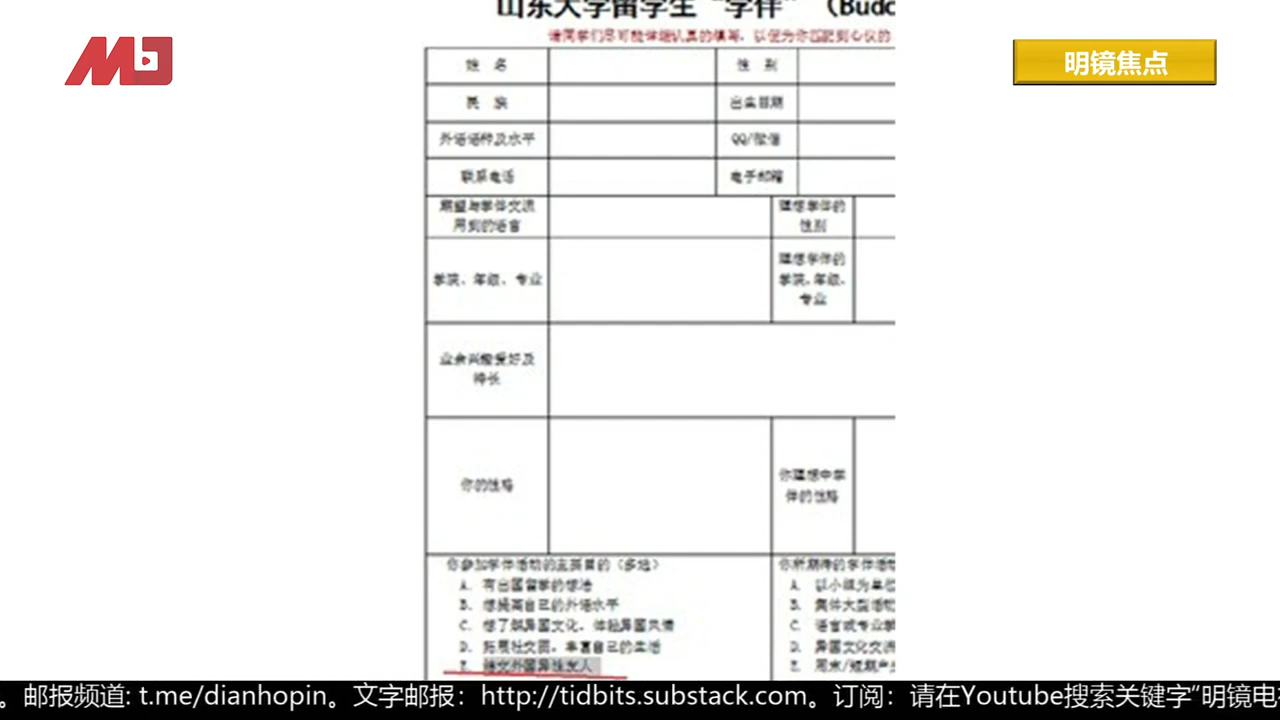 山东大学留学生“学伴”（Budd
请同学们尽可能详细认真的填写，以便为你匹配到心仪的
明镜焦点
姓 名
性 别
民 族
出生日期
外语语种及水平
QQ/微信
联系电话
电子邮箱
期望与学伴交流
用到的语言
理想学伴的
性别
学院、年级、专业
理想学伴的
学院、年级、
专业
业余兴趣爱好及
特长
你的性格
你理想中学
伴的性格
你参加学伴活动的主要目的（多选）
A. 有出国留学的想法
B. 想提高自己的外语水平
C. 想了解异国文化、体验异国风情
D. 拓展社交圈，丰富自己的生活
E. 结交外国异性友人
你所期待的学伴活动
A. 以小组为单位
B. 集体大型活动
C. 语言或专业学
D. 异国文化交流
E. 周末/短期户外
。邮报频道: t.me/dianhopin。文字邮报：http://tidbits.substack.com。订阅：请在Youtube搜索关键字“明镜电